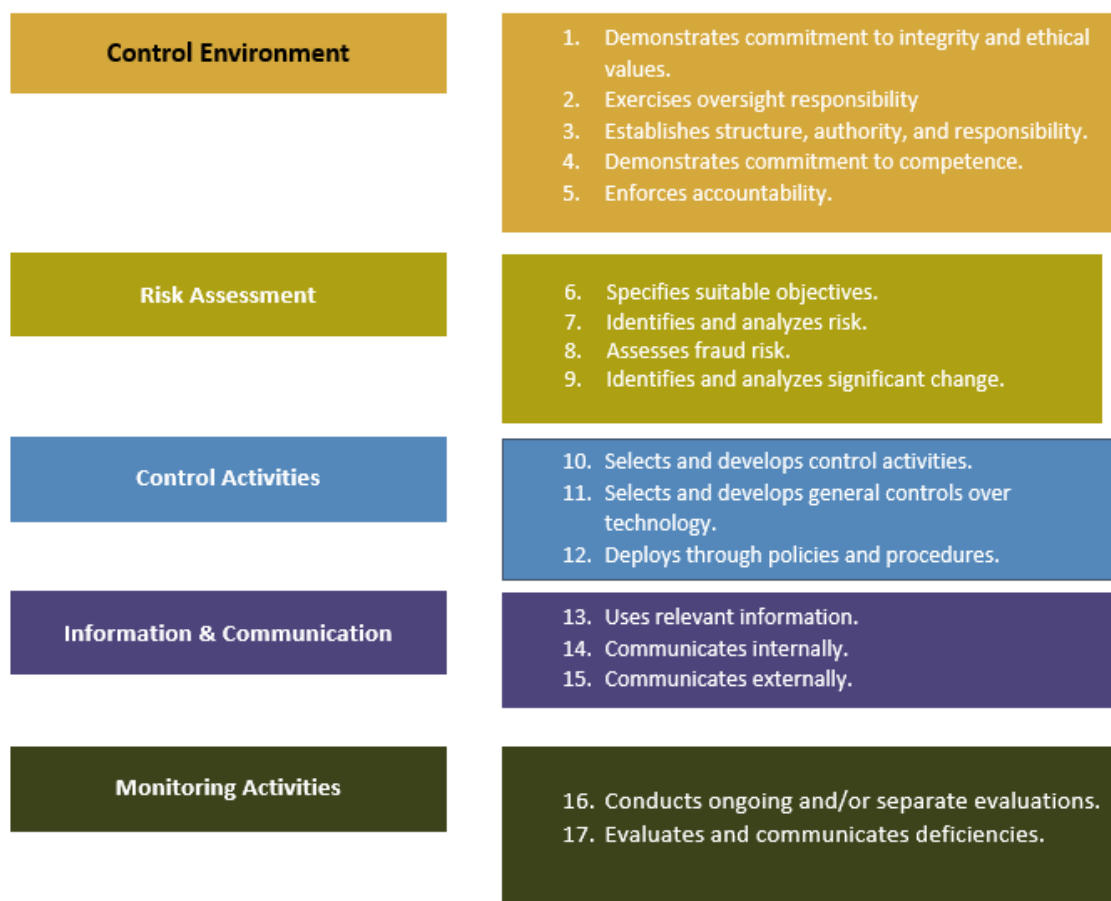 Control Environment
1. Demonstrates commitment to integrity and ethical
values.
2. Exercises oversight responsibility
3. Establishes structure, authority, and responsibility.
4. Demonstrates commitment to competence.
5. Enforces accountability.
Risk Assessment
6. Specifies suitable objectives.
7. Identifies and analyzes risk.
8. Assesses fraud risk.
9. Identifies and analyzes significant change.
Control Activities
10. Selects and develops control activities.
11. Selects and develops general controls over
technology.
12. Deploys through policies and procedures.
Information & Communication
13. Uses relevant information.
14. Communicates internally.
15. Communicates externally.
Monitoring Activities
16. Conducts ongoing and/or separate evaluations.
17. Evaluates and communicates deficiencies.